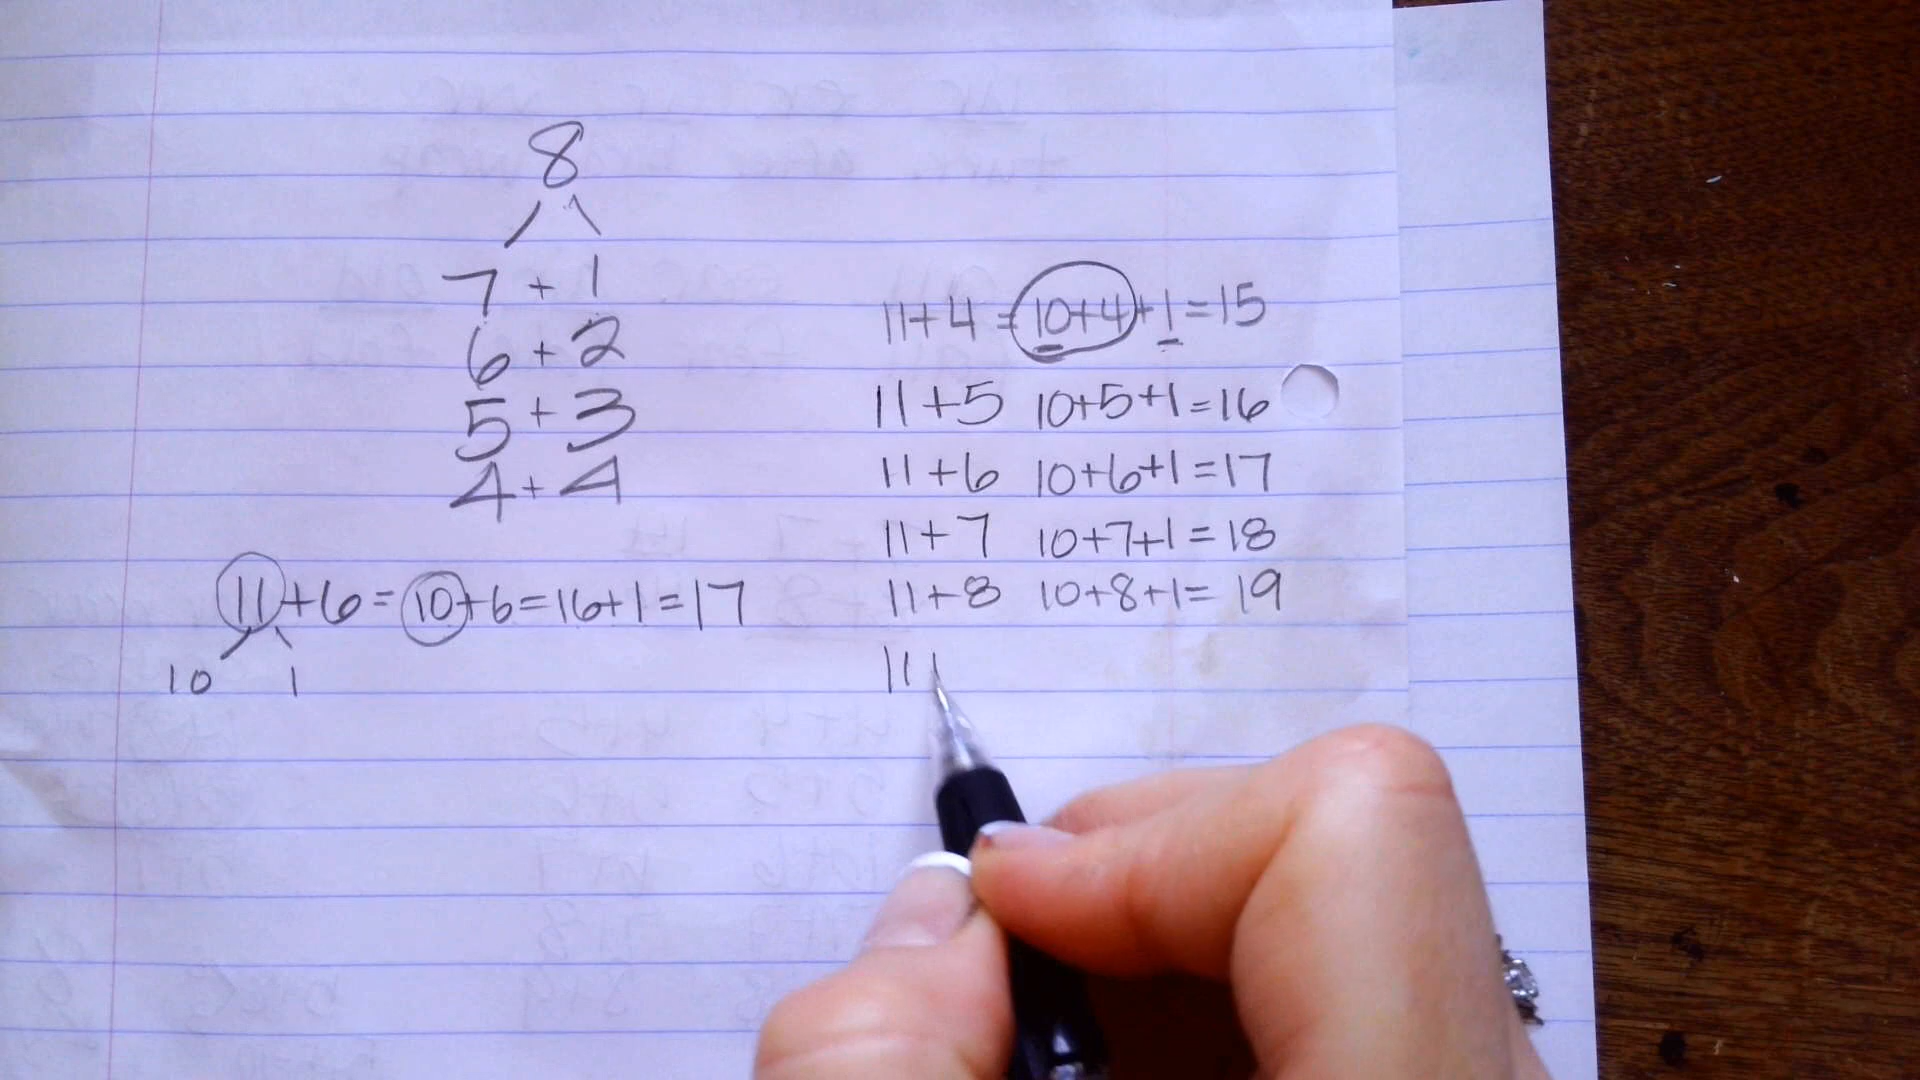 8
7 + 1
6 + 2
5 + 3
4 + 4
11+6=10+6=16+1=17
10 1
11+4=10+4+1=15
11+5 10+5+1=16
11+6 10+6+1=17
11+7 10+7+1=18
11+8 10+8+1=19
11